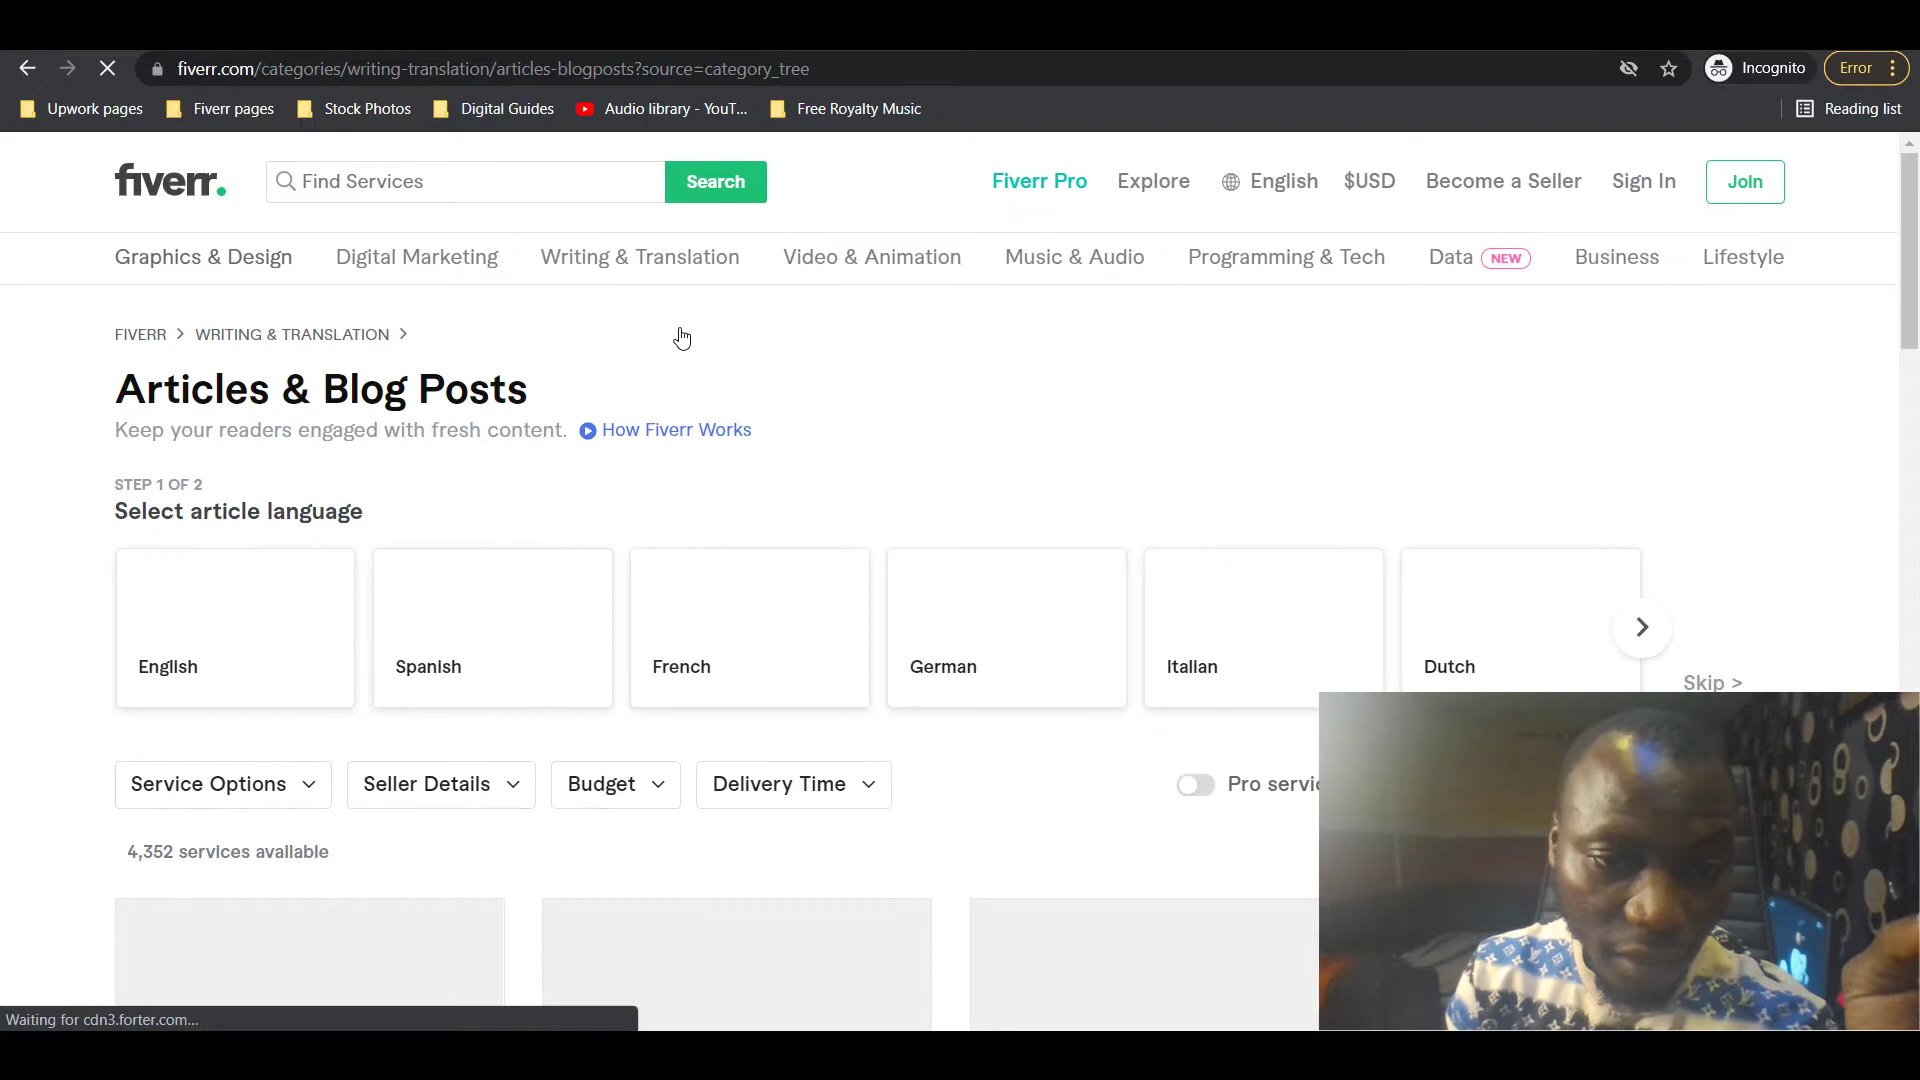 fiverr.com/categories/writing-translation/articles-blogposts?source=category_tree
Incognito
Error
Upwork pages
Fiverr pages
Stock Photos
Digital Guides
Audio library - YouT...
Free Royalty Music
Reading list
fiverr.
Find Services
Search
Fiverr Pro
Explore
English
$USD
Become a Seller
Sign In
Join
Graphics & Design
Digital Marketing
Writing & Translation
Video & Animation
Music & Audio
Programming & Tech
Data NEW
Business
Lifestyle
FIVERR > WRITING & TRANSLATION >
Articles & Blog Posts
Keep your readers engaged with fresh content. How Fiverr Works
STEP 1 OF 2
Select article language
English
Spanish
French
German
Italian
Dutch
Skip >
Service Options
Seller Details
Budget
Delivery Time
Pro servic
4,352 services available
Waiting for cdn3.forter.com...